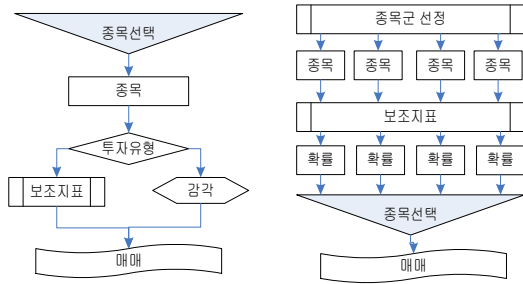 종목선택
종목
투자유형
보조지표
감각
매매
종목군 선정
종목 종목 종목 종목
보조지표
확률 확률 확률 확률
종목선택
매매